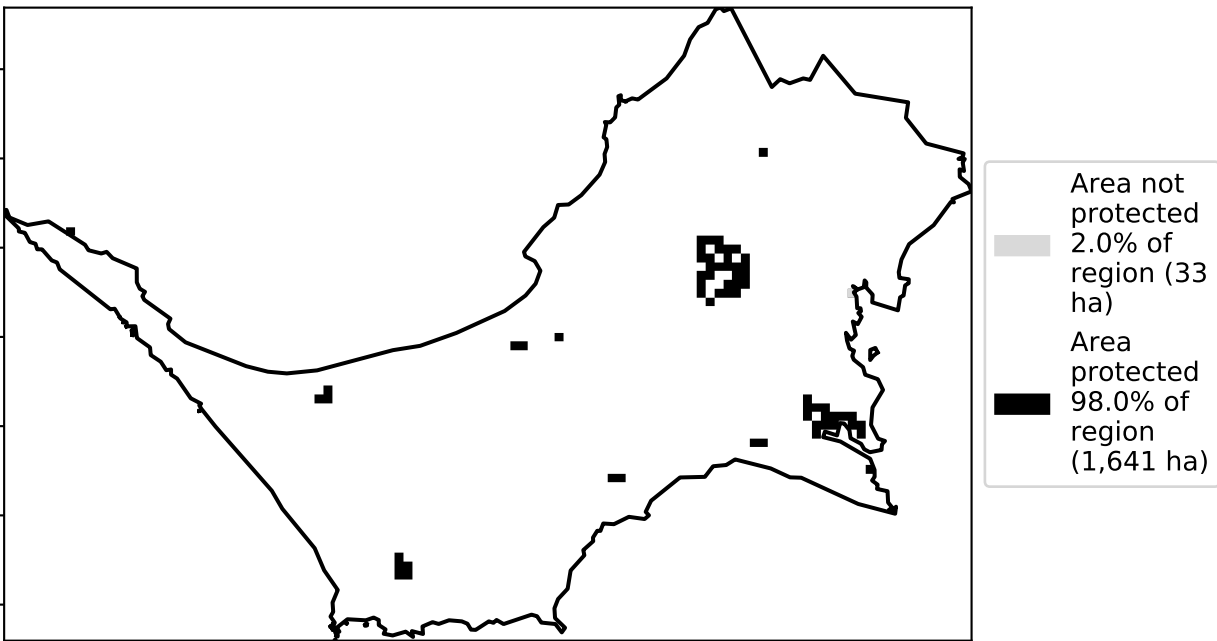 Area not
protected
2.0% of
region (33
ha)
Area
protected
98.0% of
region
(1,641 ha)